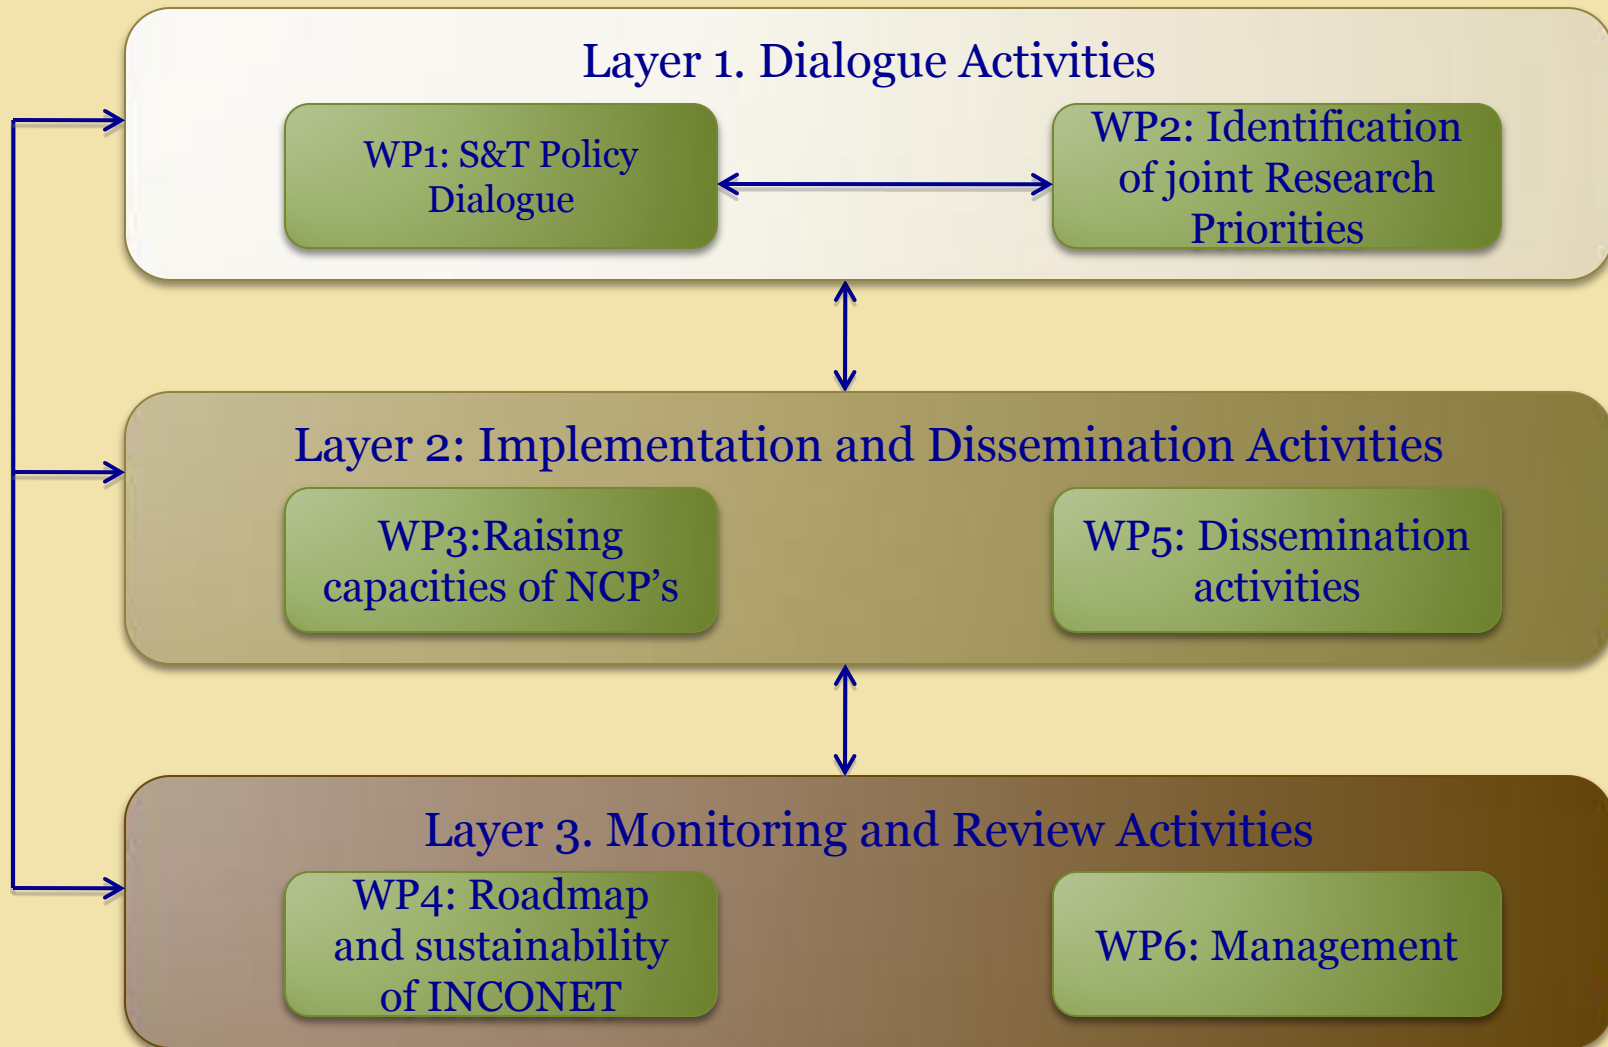 Layer 1. Dialogue Activities
WP1: S&T Policy
Dialogue
WP2: Identification
of joint Research
Priorities
Layer 2: Implementation and Dissemination Activities
WP3:Raising
capacities of NCP’s
WP5: Dissemination
activities
Layer 3. Monitoring and Review Activities
WP4: Roadmap
and sustainability
of INCONET
WP6: Management